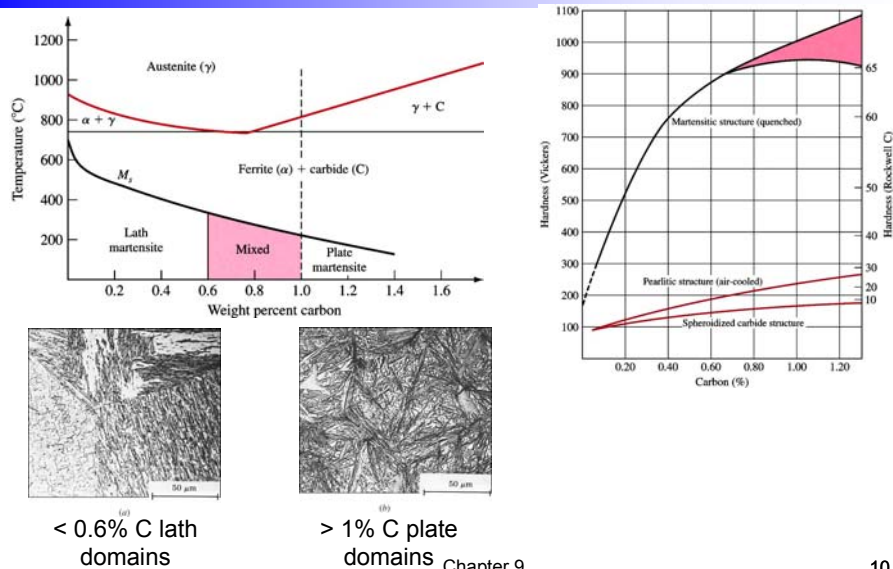 1200
1000
800
600
400
200
Temperature (°C)
Austenite (γ)
α + γ
γ + C
Ferrite (α) + carbide (C)
Ms
Lath
martensite
Mixed
Plate
martensite
0.2 0.4 0.6 0.8 1.0 1.2 1.4 1.6
Weight percent carbon
50 μm
(a)
< 0.6% C lath
domains
50 μm
(b)
> 1% C plate
domains
1100
1000
900
800
700
600
500
400
300
200
100
Hardness (Vickers)
65
60
50
40
30
20
10
Hardness (Rockwell C)
Martensitic structure (quenched)
Pearlitic structure (air-cooled)
Spheroidized carbide structure
0.20 0.40 0.60 0.80 1.00 1.20
Carbon (%)
Chapter 9
10